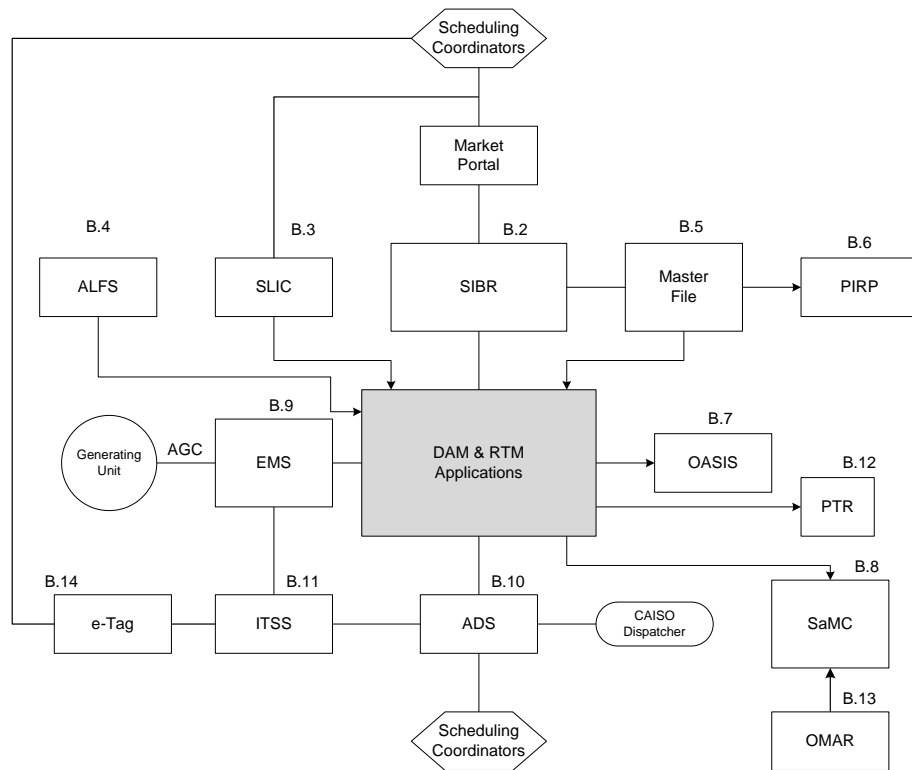 Scheduling
Coordinators
Market
Portal
B.4
B.3
B.2
B.5
B.6
ALFS
SLIC
SIBR
Master
File
PIRP
B.9
B.7
Generating
Unit
AGC
EMS
DAM & RTM
Applications
OASIS
B.12
PTR
B.14
B.11
B.10
B.8
e-Tag
ITSS
ADS
CAISO
Dispatcher
SaMC
B.13
Scheduling
Coordinators
OMAR